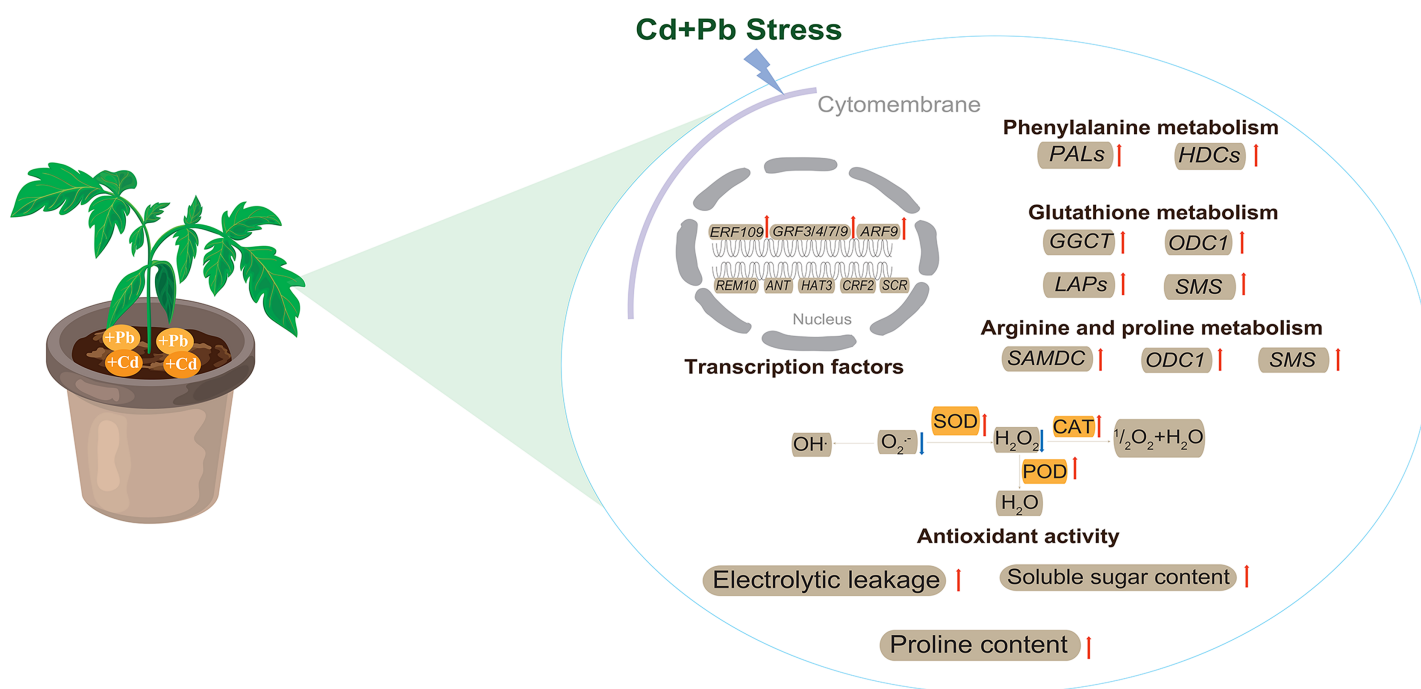 Cd+Pb Stress
Cytomembrane
Phenylalanine metabolism
PALs HDCs
Glutathione metabolism
GGCT ODC1
LAPs SMS
Arginine and proline metabolism
SAMDC ODC1 SMS
ERF109 GRF3/4/7/9 ARF9
REM10 ANT HAT3 CRF2 SCR
Nucleus
Transcription factors
+Pb +Pb
+Cd +Cd
SOD CAT
OH· O₂·⁻ H₂O₂ ¹/₂O₂+H₂O
POD
H₂O
Antioxidant activity
Electrolytic leakage Soluble sugar content
Proline content